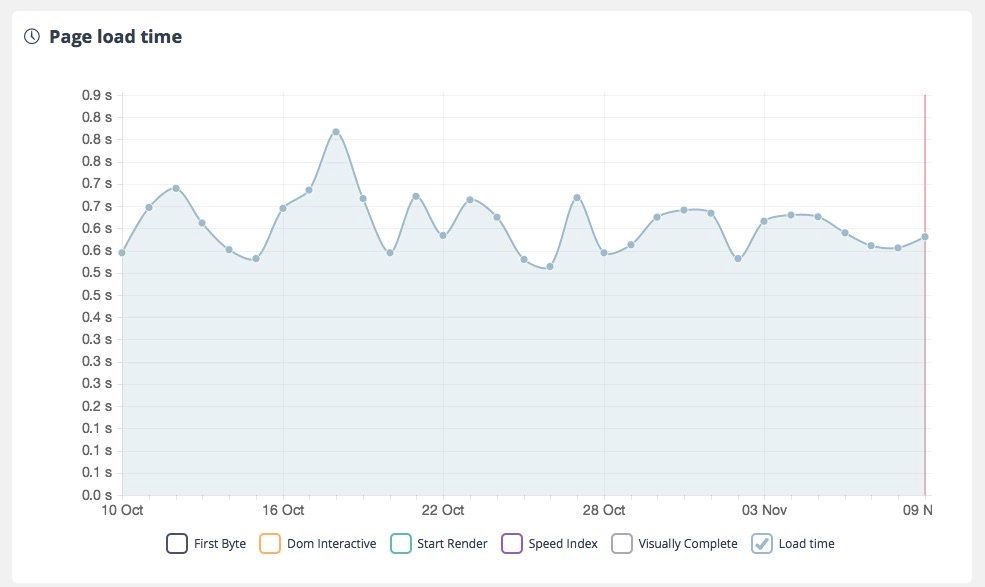 Page load time
0.9 s
0.8 s
0.8 s
0.8 s
0.7 s
0.7 s
0.6 s
0.6 s
0.5 s
0.5 s
0.4 s
0.3 s
0.3 s
0.3 s
0.2 s
0.1 s
0.1 s
0.1 s
0.0 s
10 Oct 16 Oct 22 Oct 28 Oct 03 Nov 09 N
First Byte Dom Interactive Start Render Speed Index Visually Complete Load time